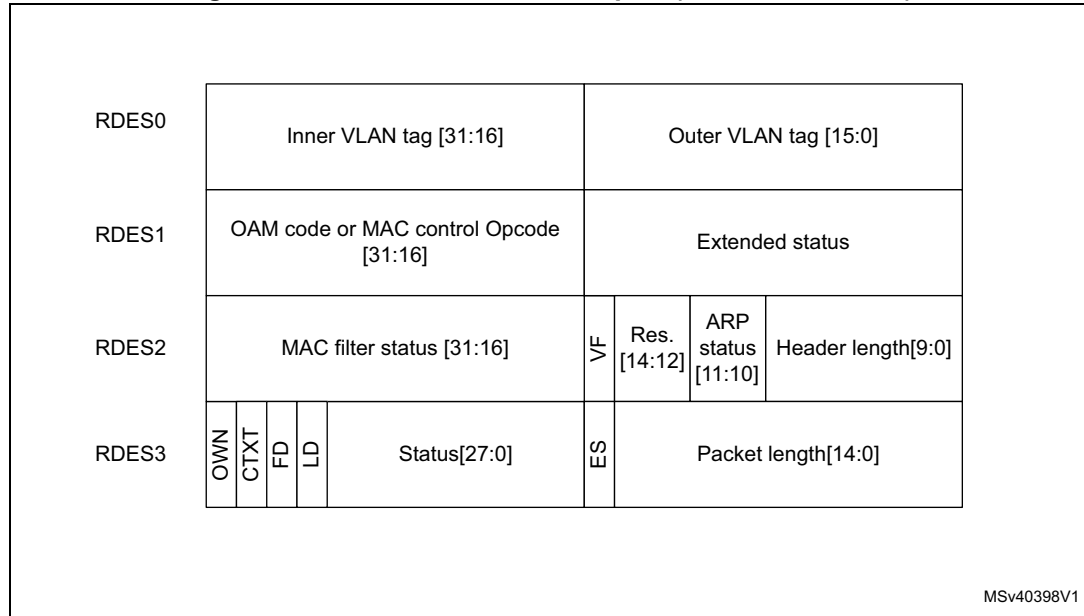 RDES0
Inner VLAN tag [31:16]
Outer VLAN tag [15:0]
RDES1
OAM code or MAC control Opcode
[31:16]
Extended status
RDES2
MAC filter status [31:16]
VF
Res.
[14:12]
ARP
status
[11:10]
Header length[9:0]
RDES3
OWN
CTXT
FD
LD
Status[27:0]
ES
Packet length[14:0]
MSv40398V1